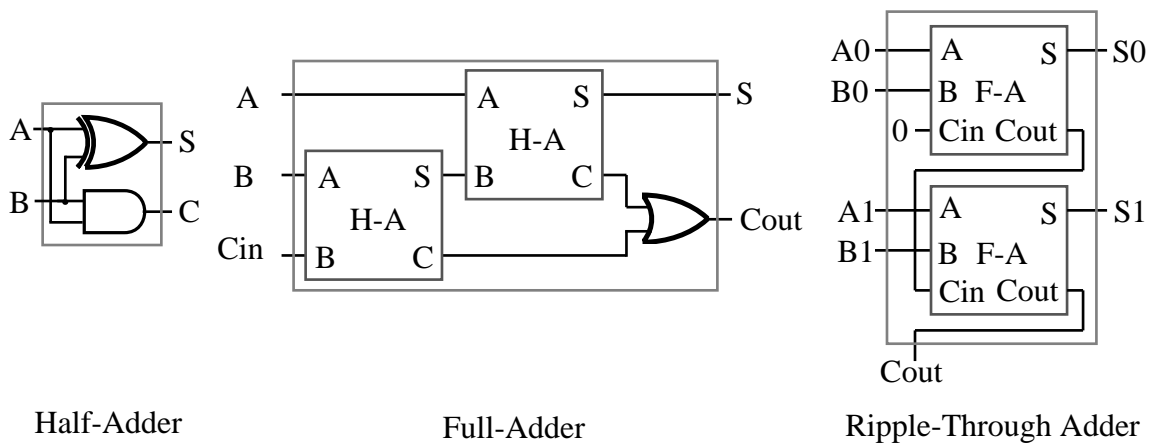 A
B
S
C
Half-Adder
A
B
Cin
A S
H-A
B C
A S
H-A
B C
S
Cout
Full-Adder
A0
B0
0
A S
B F-A
Cin Cout
S0
A1
B1
A S
B F-A
Cin Cout
S1
Cout
Ripple-Through Adder